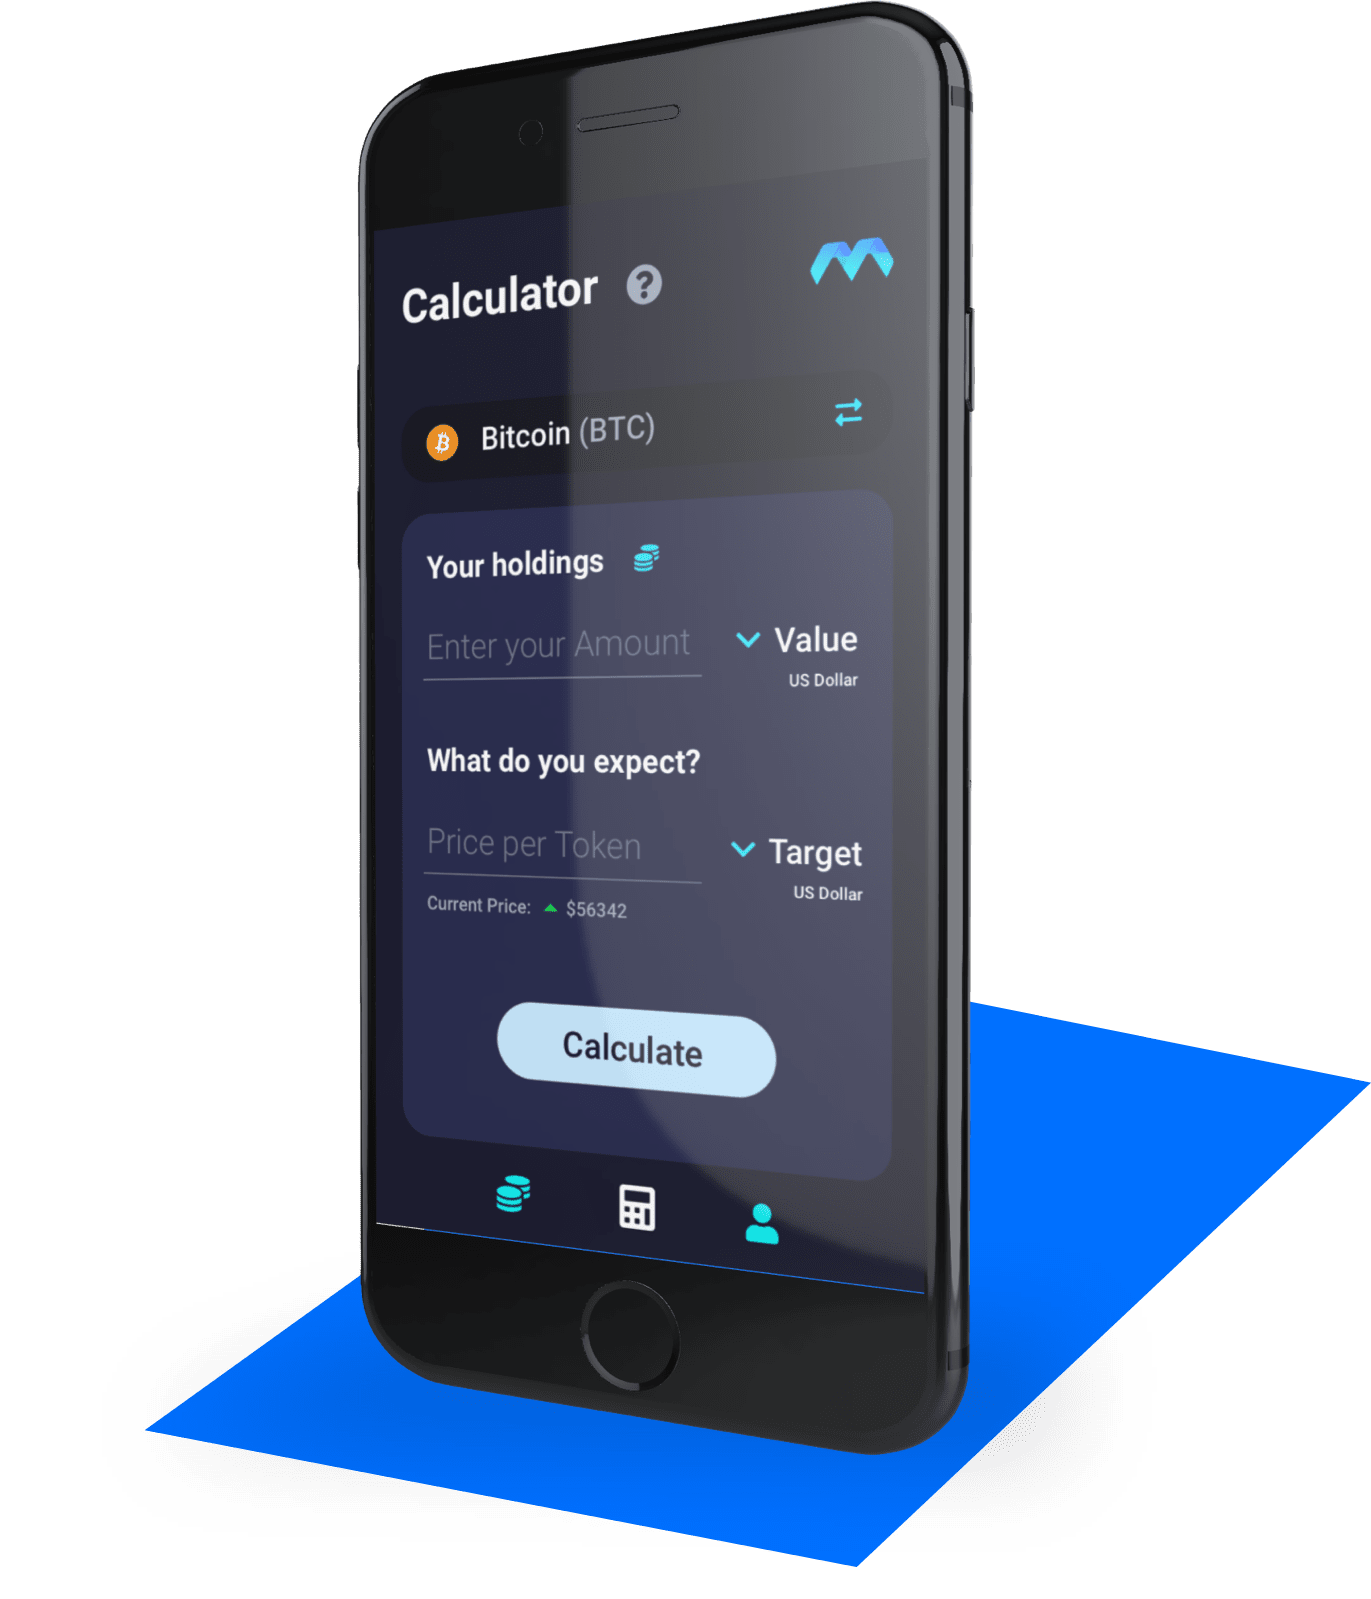 Calculator ?
Bitcoin (BTC)
Your holdings
Enter your Amount
Value
US Dollar
What do you expect?
Price per Token
Target
US Dollar
Current Price: $56342
Calculate